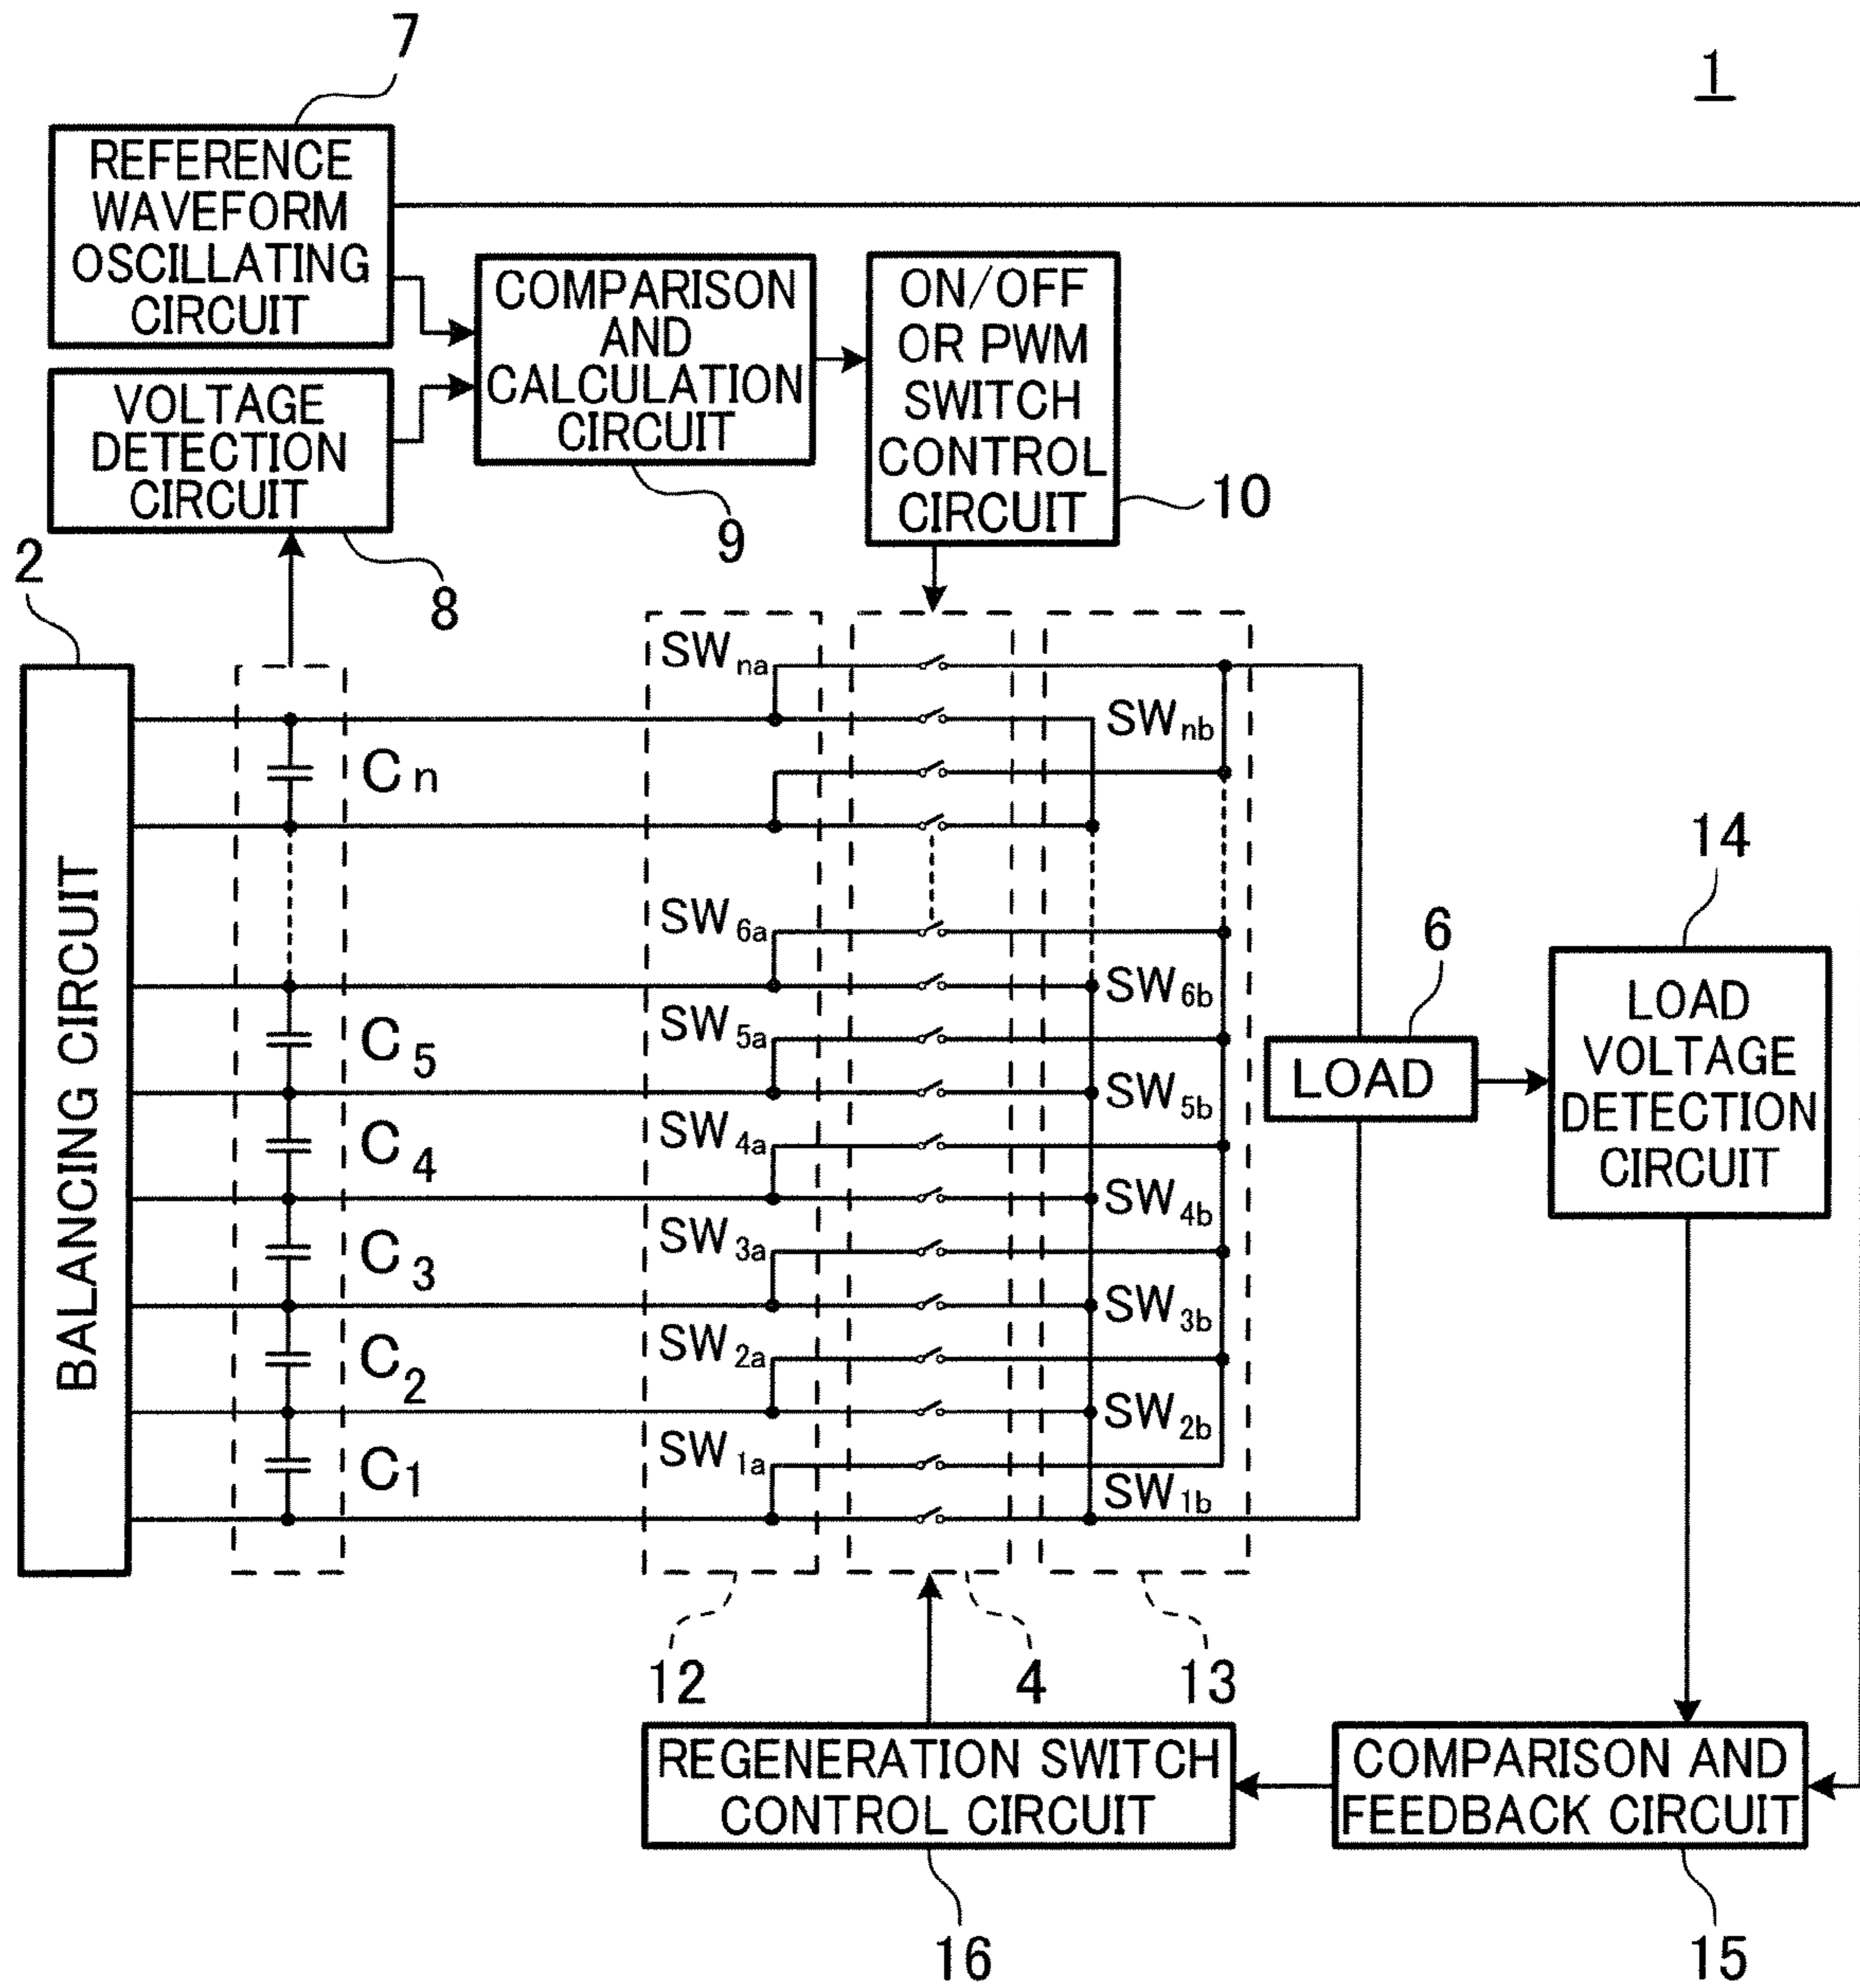 7
1
REFERENCE
WAVEFORM
OSCILLATING
CIRCUIT
COMPARISON
AND
CALCULATION
CIRCUIT
ON/OFF
OR PWM
SWITCH
CONTROL
CIRCUIT
VOLTAGE
DETECTION
CIRCUIT
10
9
2
8
SWna
SWnb
Cn
14
SW6a
6
SW6b
LOAD
VOLTAGE
DETECTION
CIRCUIT
BALANCING CIRCUIT
SW5a
C5
LOAD
SW5b
SW4a
C4
SW4b
SW3a
C3
SW3b
SW2a
C2
SW2b
SW1a
C1
SW1b
12
4
13
REGENERATION SWITCH
CONTROL CIRCUIT
COMPARISON AND
FEEDBACK CIRCUIT
16
15